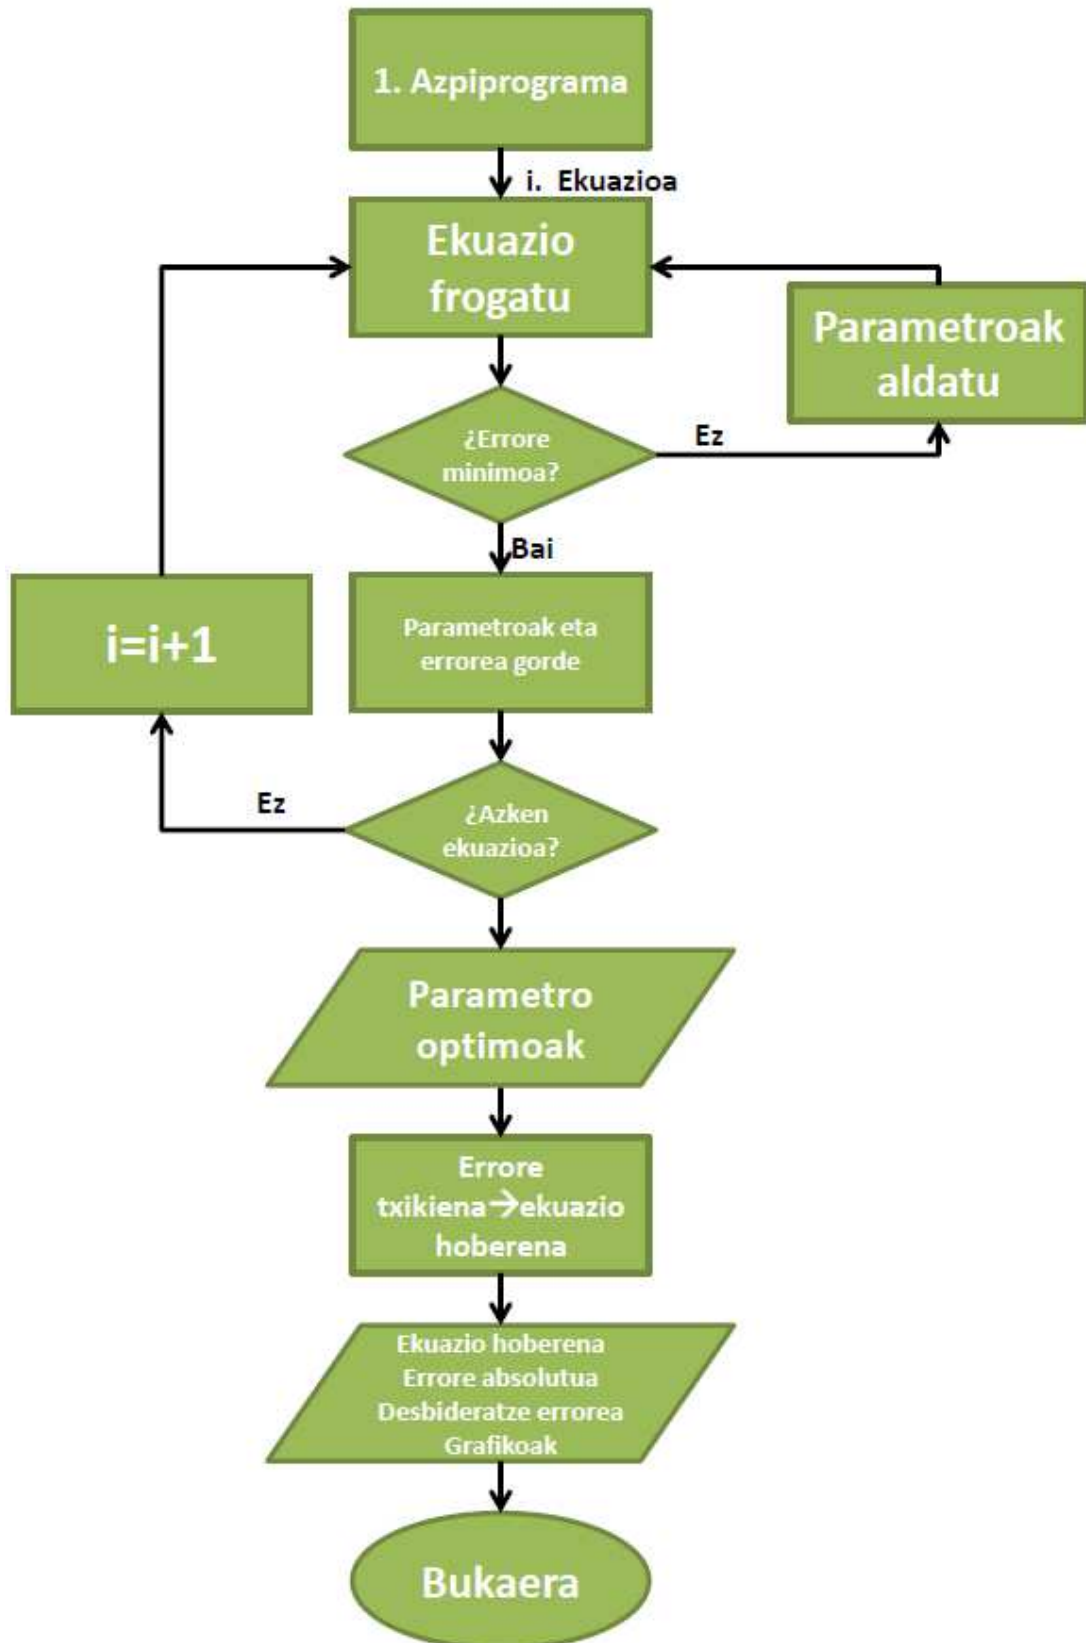 1. Azpiprograma
i. Ekuazioa
Ekuazio
frogatu
Parametroak
aldatu
¿Errore
minimoa?
Ez
Bai
Parametroak eta
errorea gorde
i=i+1
¿Azken
ekuazioa?
Ez
Parametro
optimoak
Errore
txikiena→ekuazio
hoberena
Ekuazio hoberena
Errore absolutua
Desbideratze errorea
Grafikoak
Bukaera